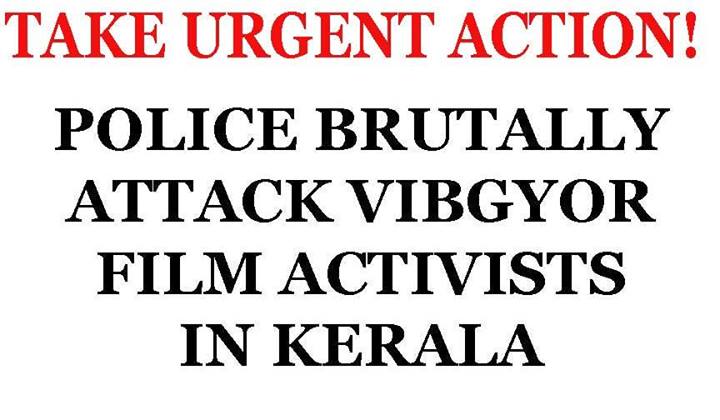 TAKE URGENT ACTION!
POLICE BRUTALLY
ATTACK VIBGYOR
FILM ACTIVISTS
IN KERALA